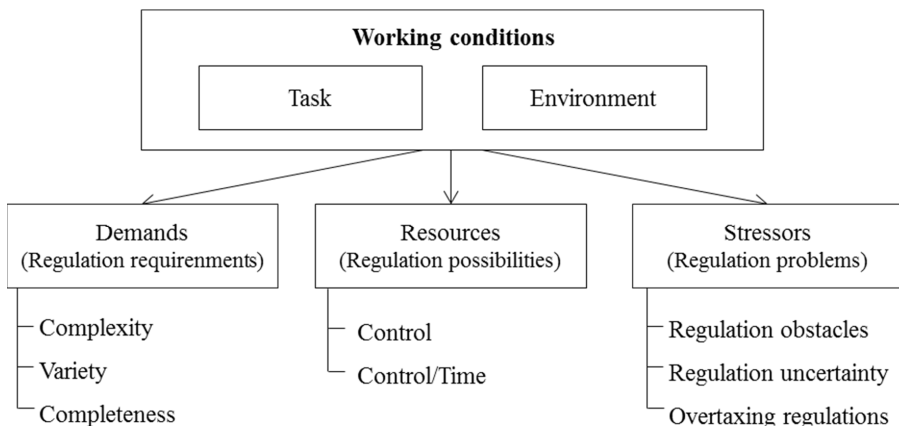 Working conditions
Task
Environment
Demands
(Regulation requirenments)
Resources
(Regulation possibilities)
Stressors
(Regulation problems)
Complexity
Variety
Completeness
Control
Control/Time
Regulation obstacles
Regulation uncertainty
Overtaxing regulations